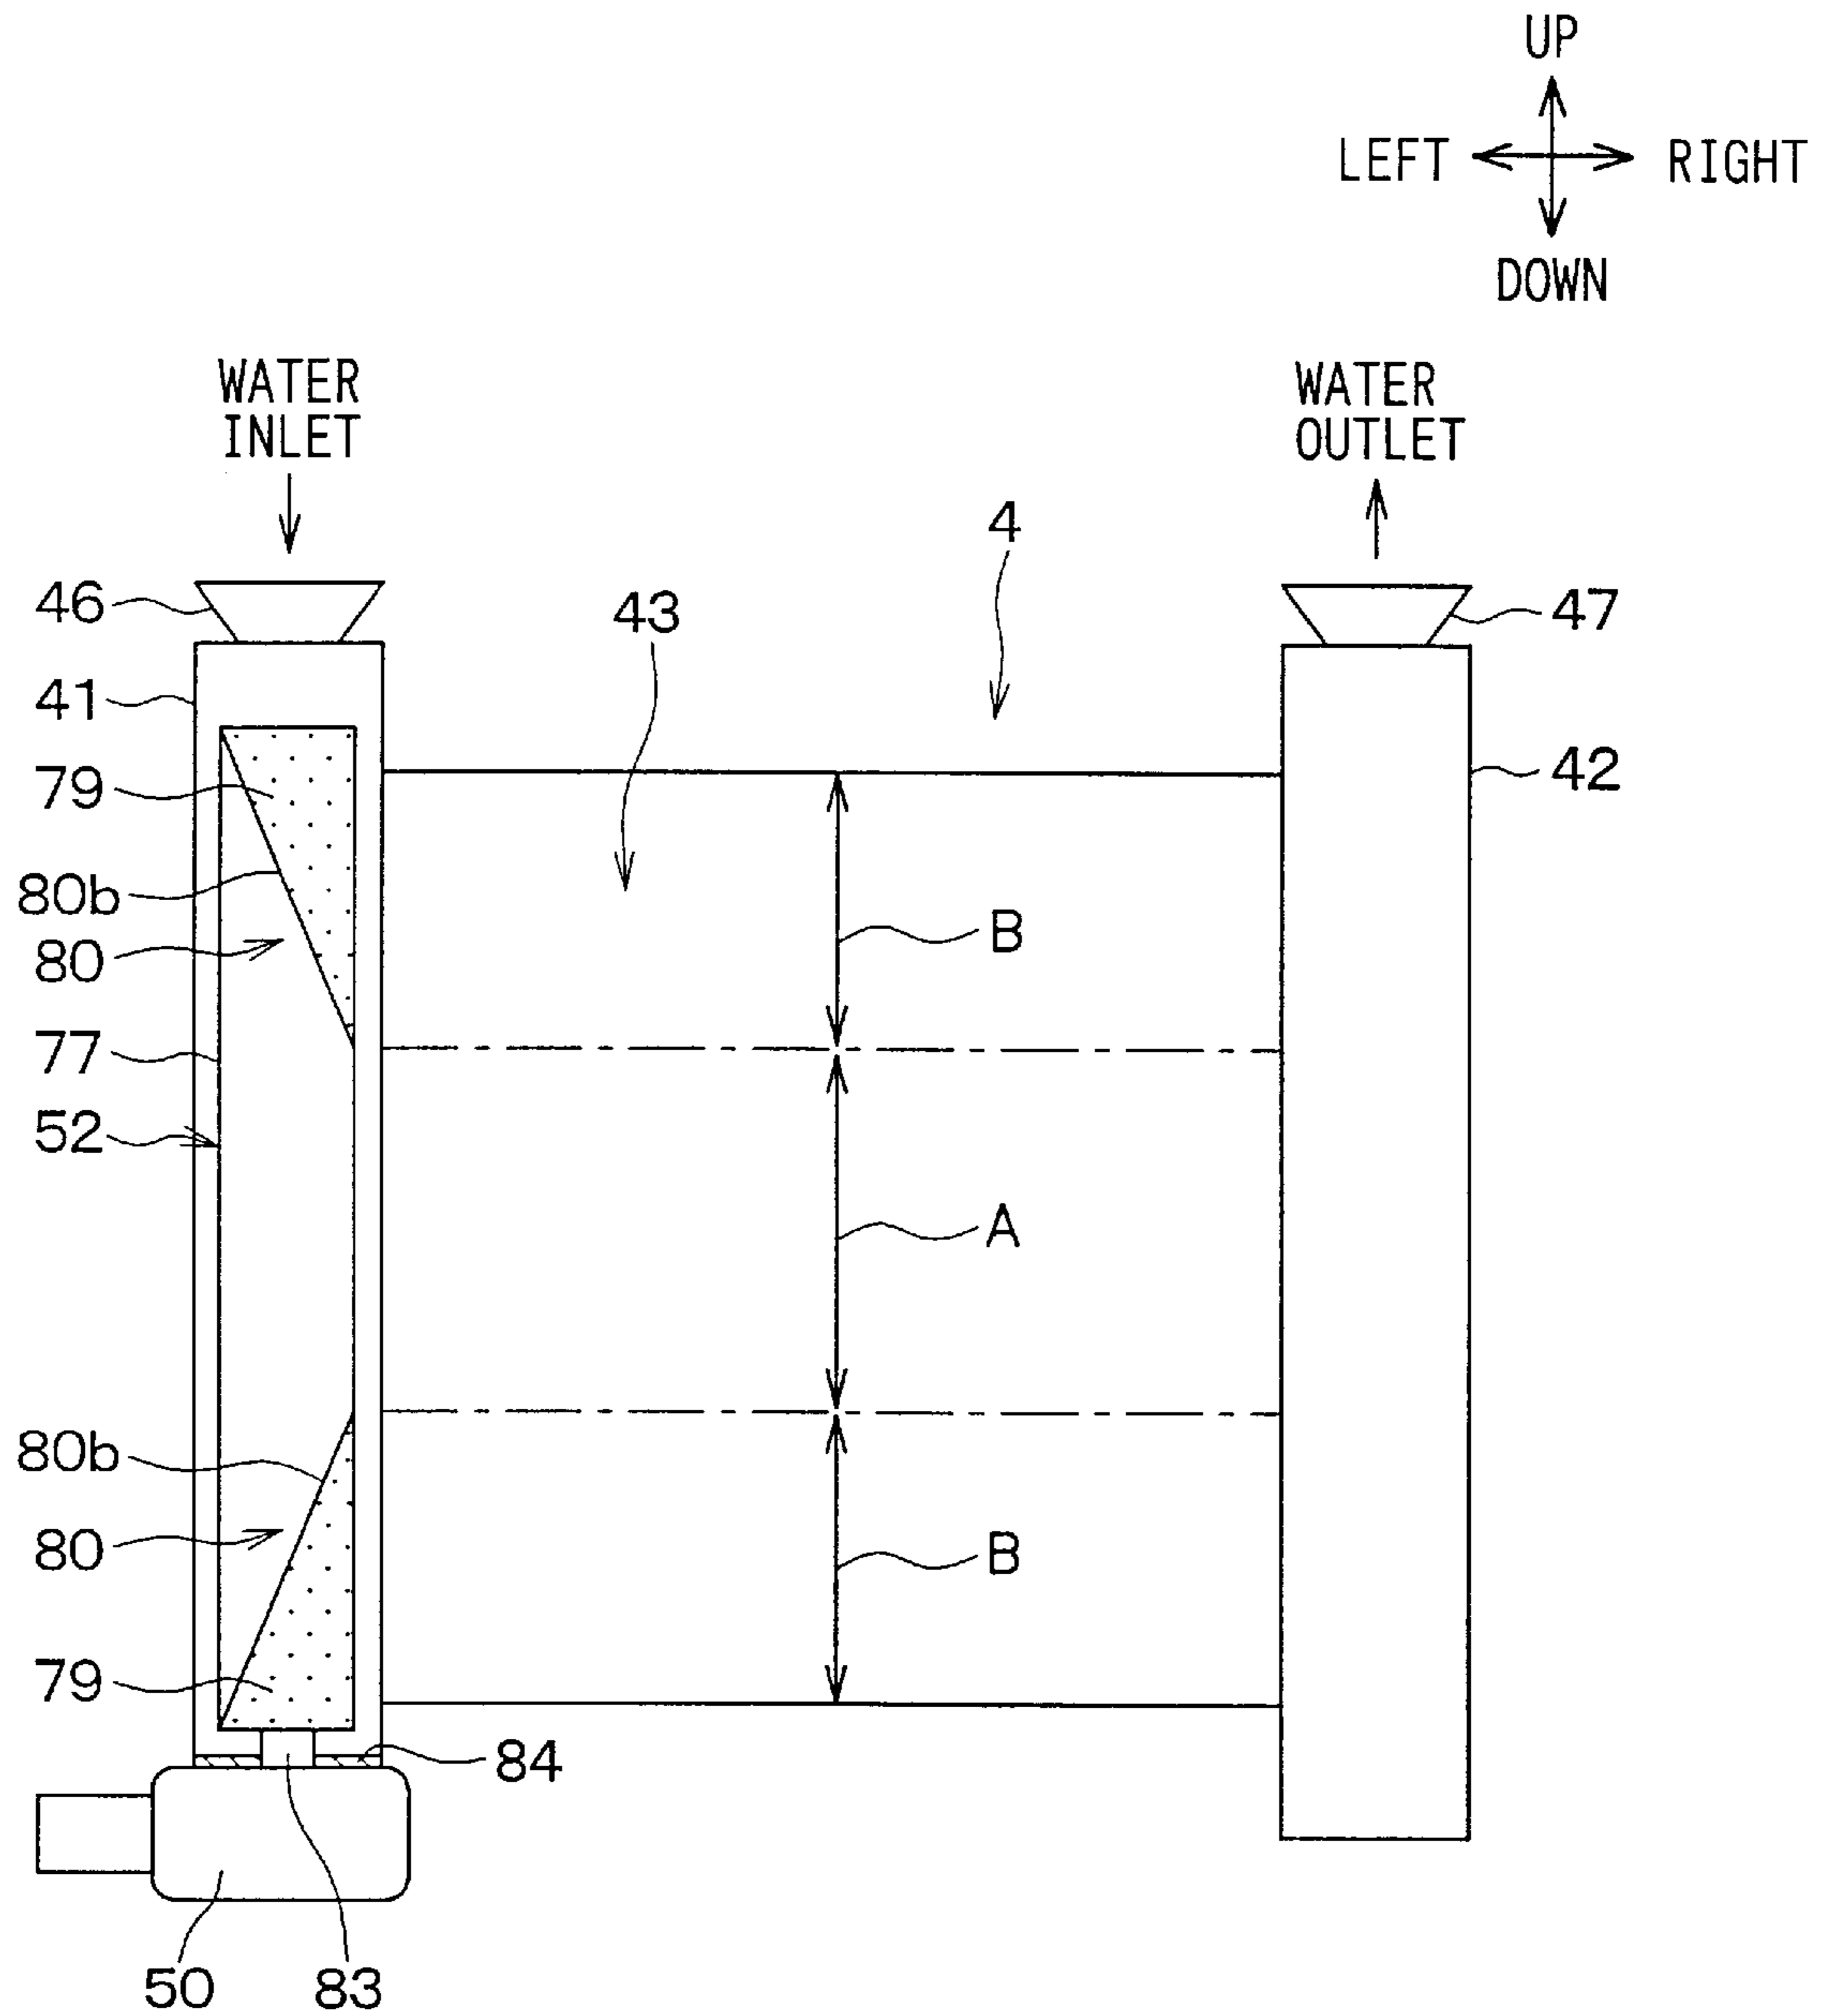 UP
LEFT
RIGHT
DOWN
WATER
INLET
WATER
OUTLET
4
46
43
47
41
79
42
80b
80
B
77
52
A
80b
80
B
79
84
50
83